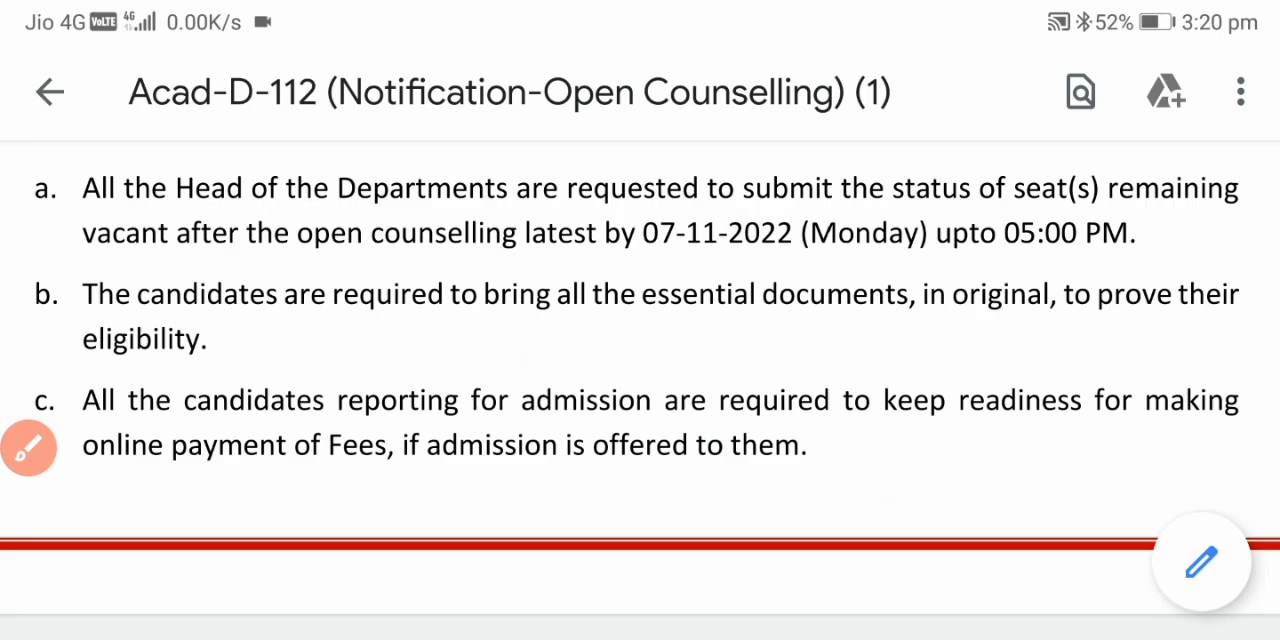 Jio 4G VoLTE 4G 0.00K/s 52% 3:20 pm
Acad-D-112 (Notification-Open Counselling) (1)
a. All the Head of the Departments are requested to submit the status of seat(s) remaining
vacant after the open counselling latest by 07-11-2022 (Monday) upto 05:00 PM.
b. The candidates are required to bring all the essential documents, in original, to prove their
eligibility.
c. All the candidates reporting for admission are required to keep readiness for making
online payment of Fees, if admission is offered to them.